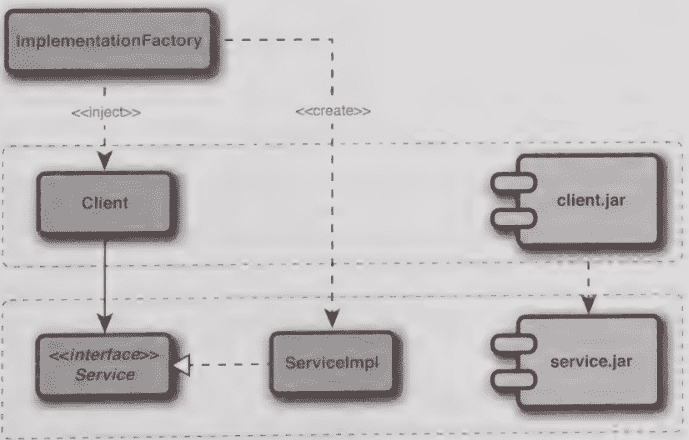 ImplementationFactory
<<inject>>
<<create>>
Client
client.jar
<<interface>>
Service
ServiceImpl
service.jar